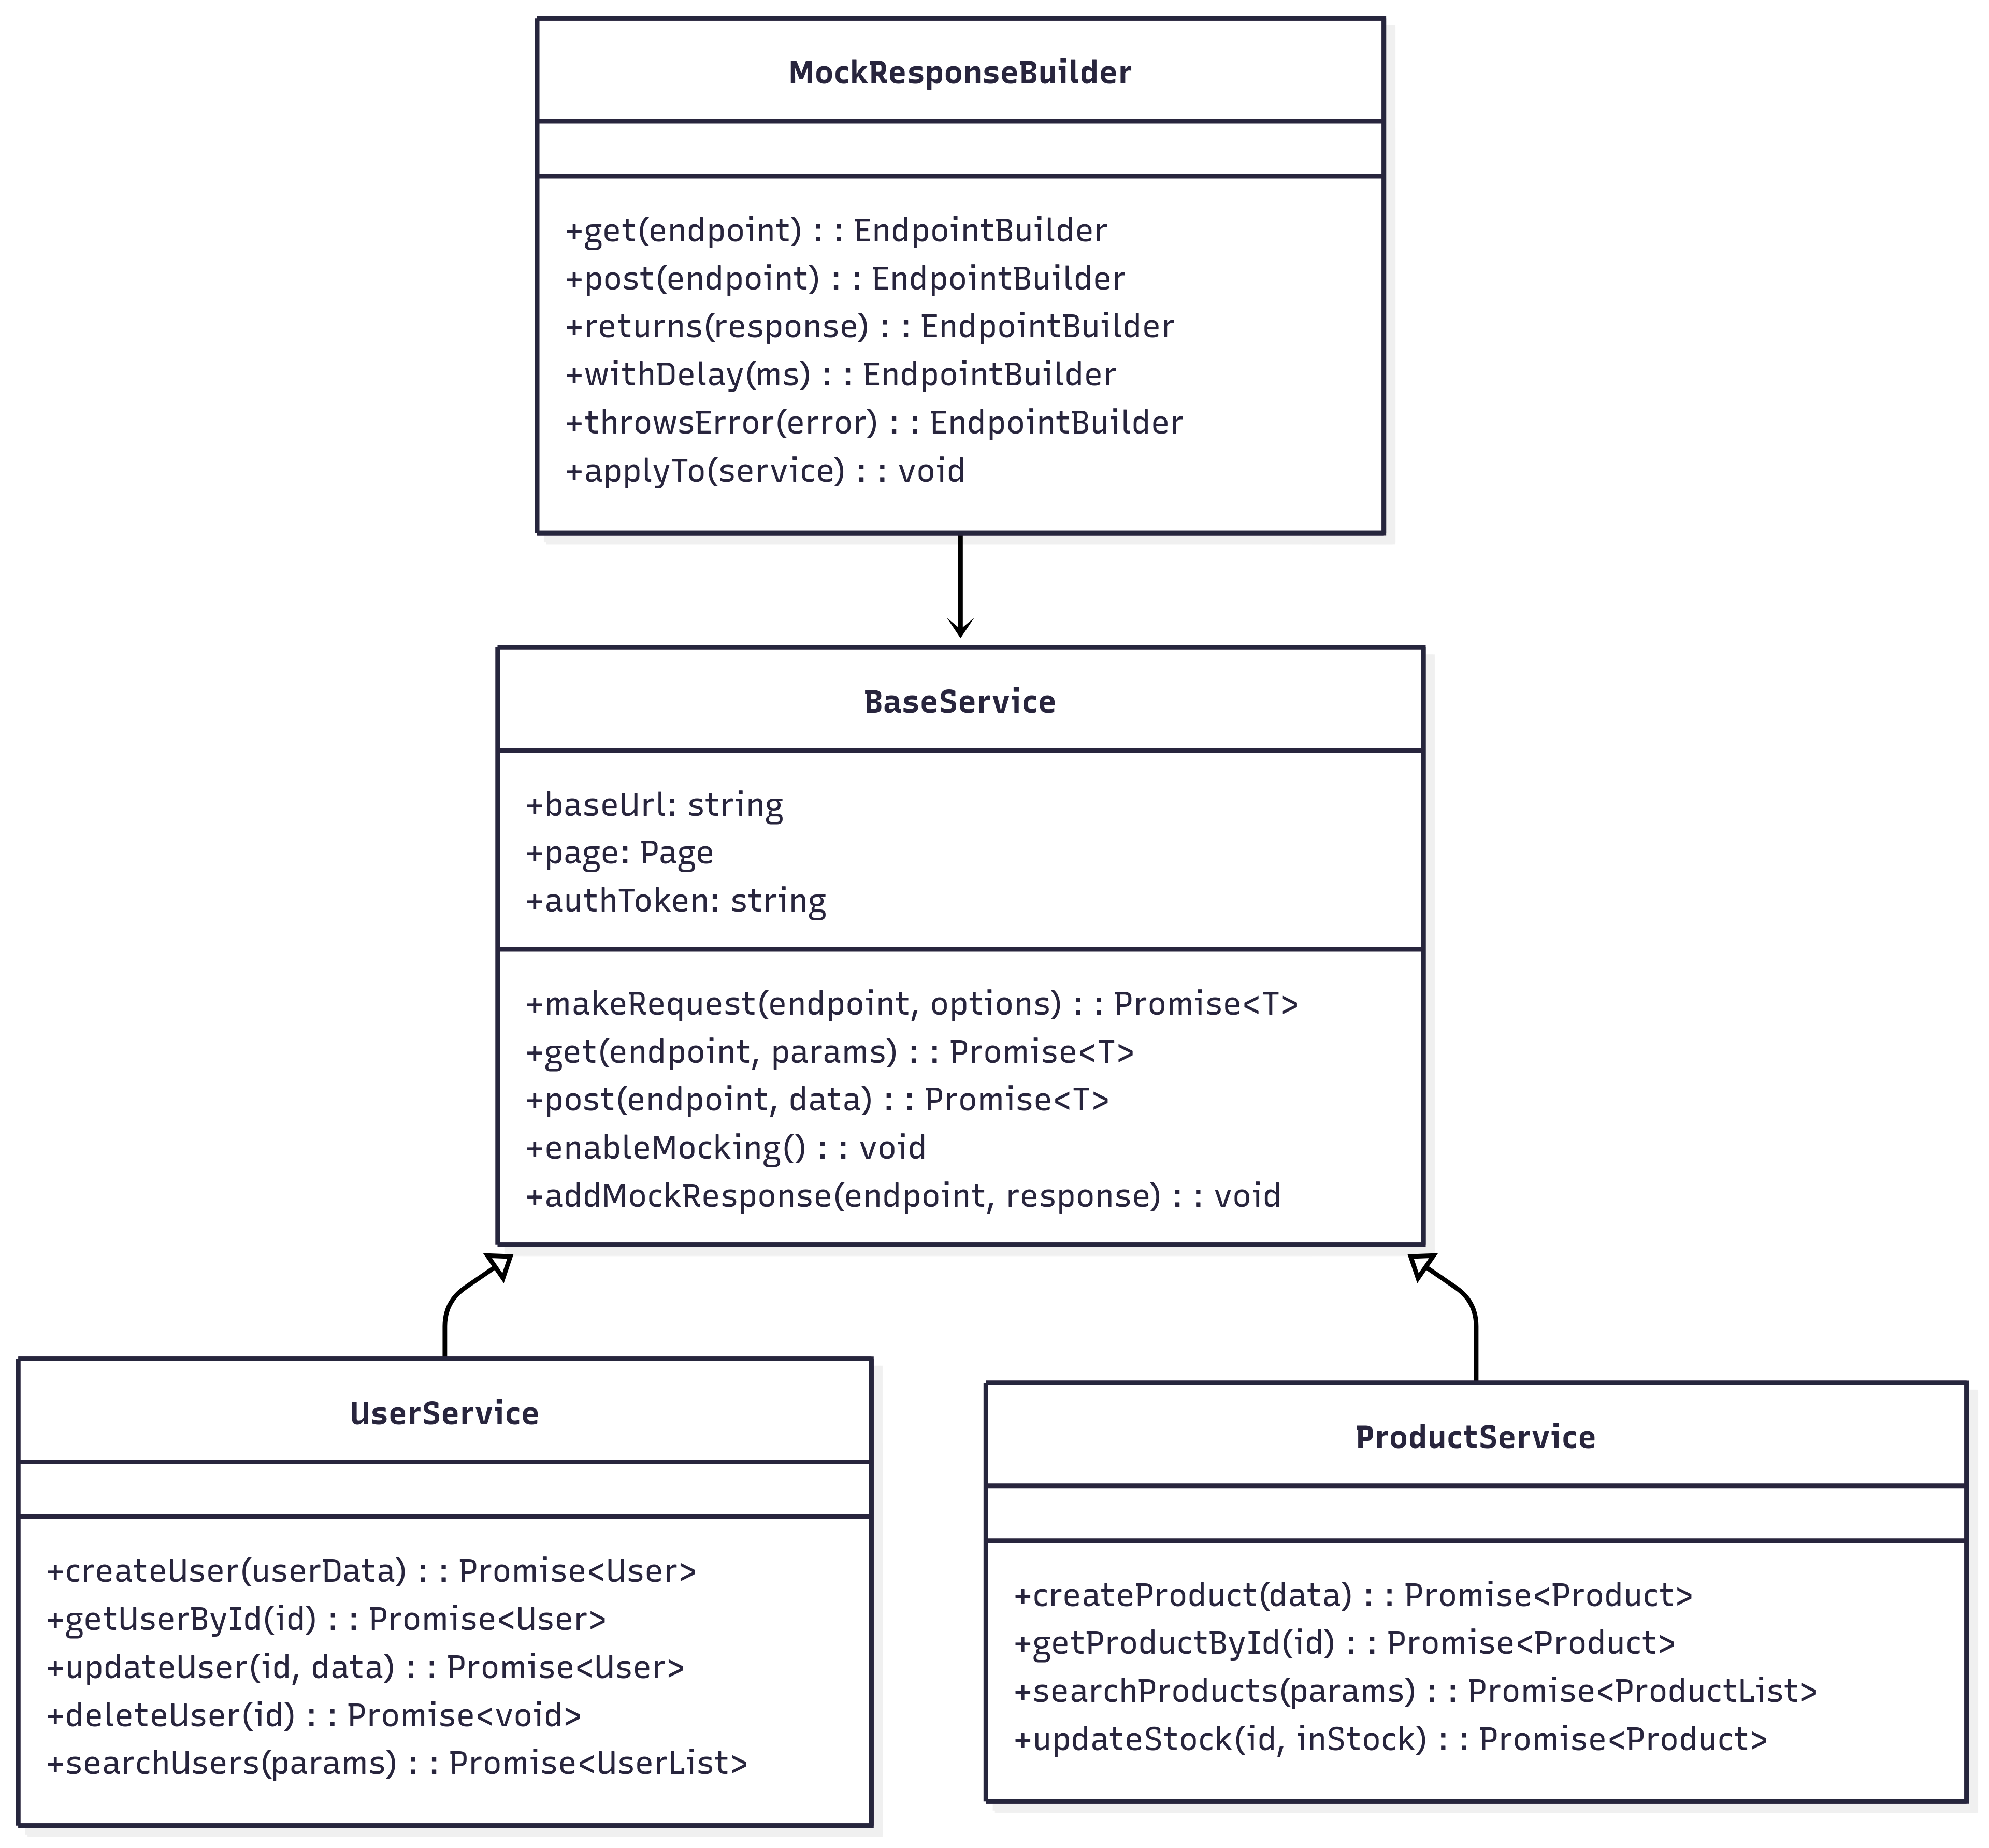 MockResponseBuilder
+get(endpoint) : : EndpointBuilder
+post(endpoint) : : EndpointBuilder
+returns(response) : : EndpointBuilder
+withDelay(ms) : : EndpointBuilder
+throwsError(error) : : EndpointBuilder
+applyTo(service) : : void
BaseService
+baseUrl: string
+page: Page
+authToken: string
+makeRequest(endpoint, options) : : Promise<T>
+get(endpoint, params) : : Promise<T>
+post(endpoint, data) : : Promise<T>
+enableMocking() : : void
+addMockResponse(endpoint, response) : : void
UserService
+createUser(userData) : : Promise<User>
+getUserById(id) : : Promise<User>
+updateUser(id, data) : : Promise<User>
+deleteUser(id) : : Promise<void>
+searchUsers(params) : : Promise<UserList>
ProductService
+createProduct(data) : : Promise<Product>
+getProductById(id) : : Promise<Product>
+searchProducts(params) : : Promise<ProductList>
+updateStock(id, inStock) : : Promise<Product>